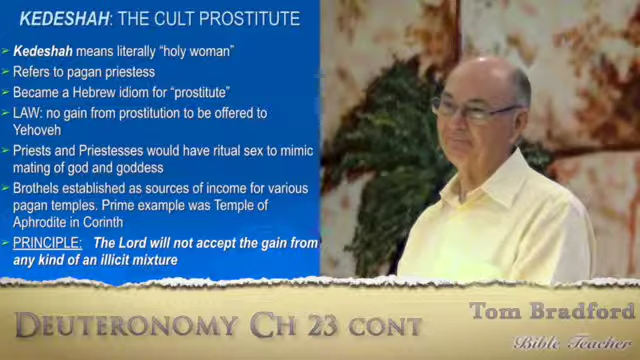 KEDESHAH: THE CULT PROSTITUTE
➢ Kedeshah means literally “holy woman”
➢ Refers to pagan priestess
➢ Became a Hebrew idiom for “prostitute”
➢ LAW: no gain from prostitution to be offered to
Yehoveh
➢ Priests and Priestesses would have ritual sex to mimic
mating of god and goddess
➢ Brothels established as sources of income for various
pagan temples. Prime example was Temple of
Aphrodite in Corinth
➢ PRINCIPLE: The Lord will not accept the gain from
any kind of an illicit mixture
Deuteronomy Ch 23 cont
Tom Bradford
Bible Teacher